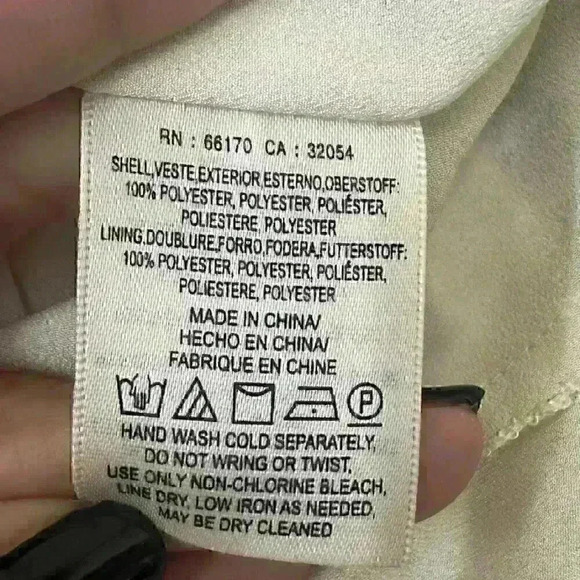 RN : 66170 CA : 32054
SHELL,VESTE,EXTERIOR,ESTERNO,OBERSTOFF:
100% POLYESTER, POLYESTER, POLIÉSTER,
POLIESTERE, POLYESTER
LINING,DOUBLURE,FORRO,FODERA,FUTTERSTOFF:
100% POLYESTER, POLYESTER, POLIÉSTER,
POLIESTERE, POLYESTER
MADE IN CHINA/
HECHO EN CHINA/
FABRIQUE EN CHINE
P
HAND WASH COLD SEPARATELY,
DO NOT WRING OR TWIST,
USE ONLY NON-CHLORINE BLEACH,
LINE DRY, LOW IRON AS NEEDED,
MAY BE DRY CLEANED